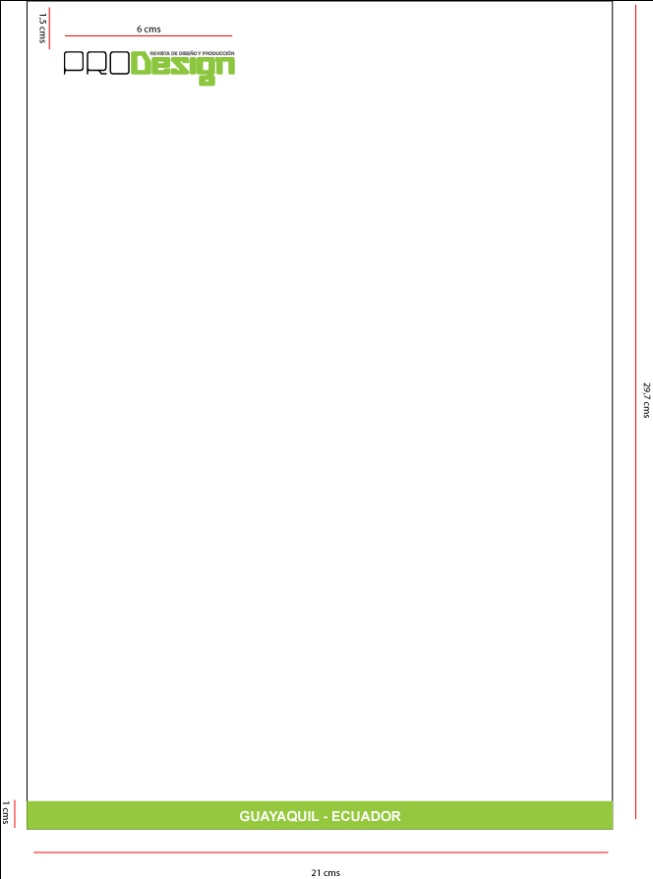 1,5 cms
6 cms
REVISTA DE DISEÑO Y PRODUCCIÓN
PRODesign
29,7 cms
1 cms
GUAYAQUIL - ECUADOR
21 cms